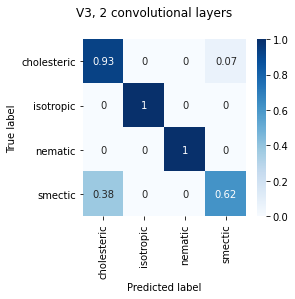 V3, 2 convolutional layers
cholesteric 0.93 0 0 0.07
isotropic 0 1 0 0
nematic 0 0 1 0
smectic 0.38 0 0 0.62
True label
cholesteric
isotropic
nematic
smectic
Predicted label
1.0
0.8
0.6
0.4
0.2
0.0